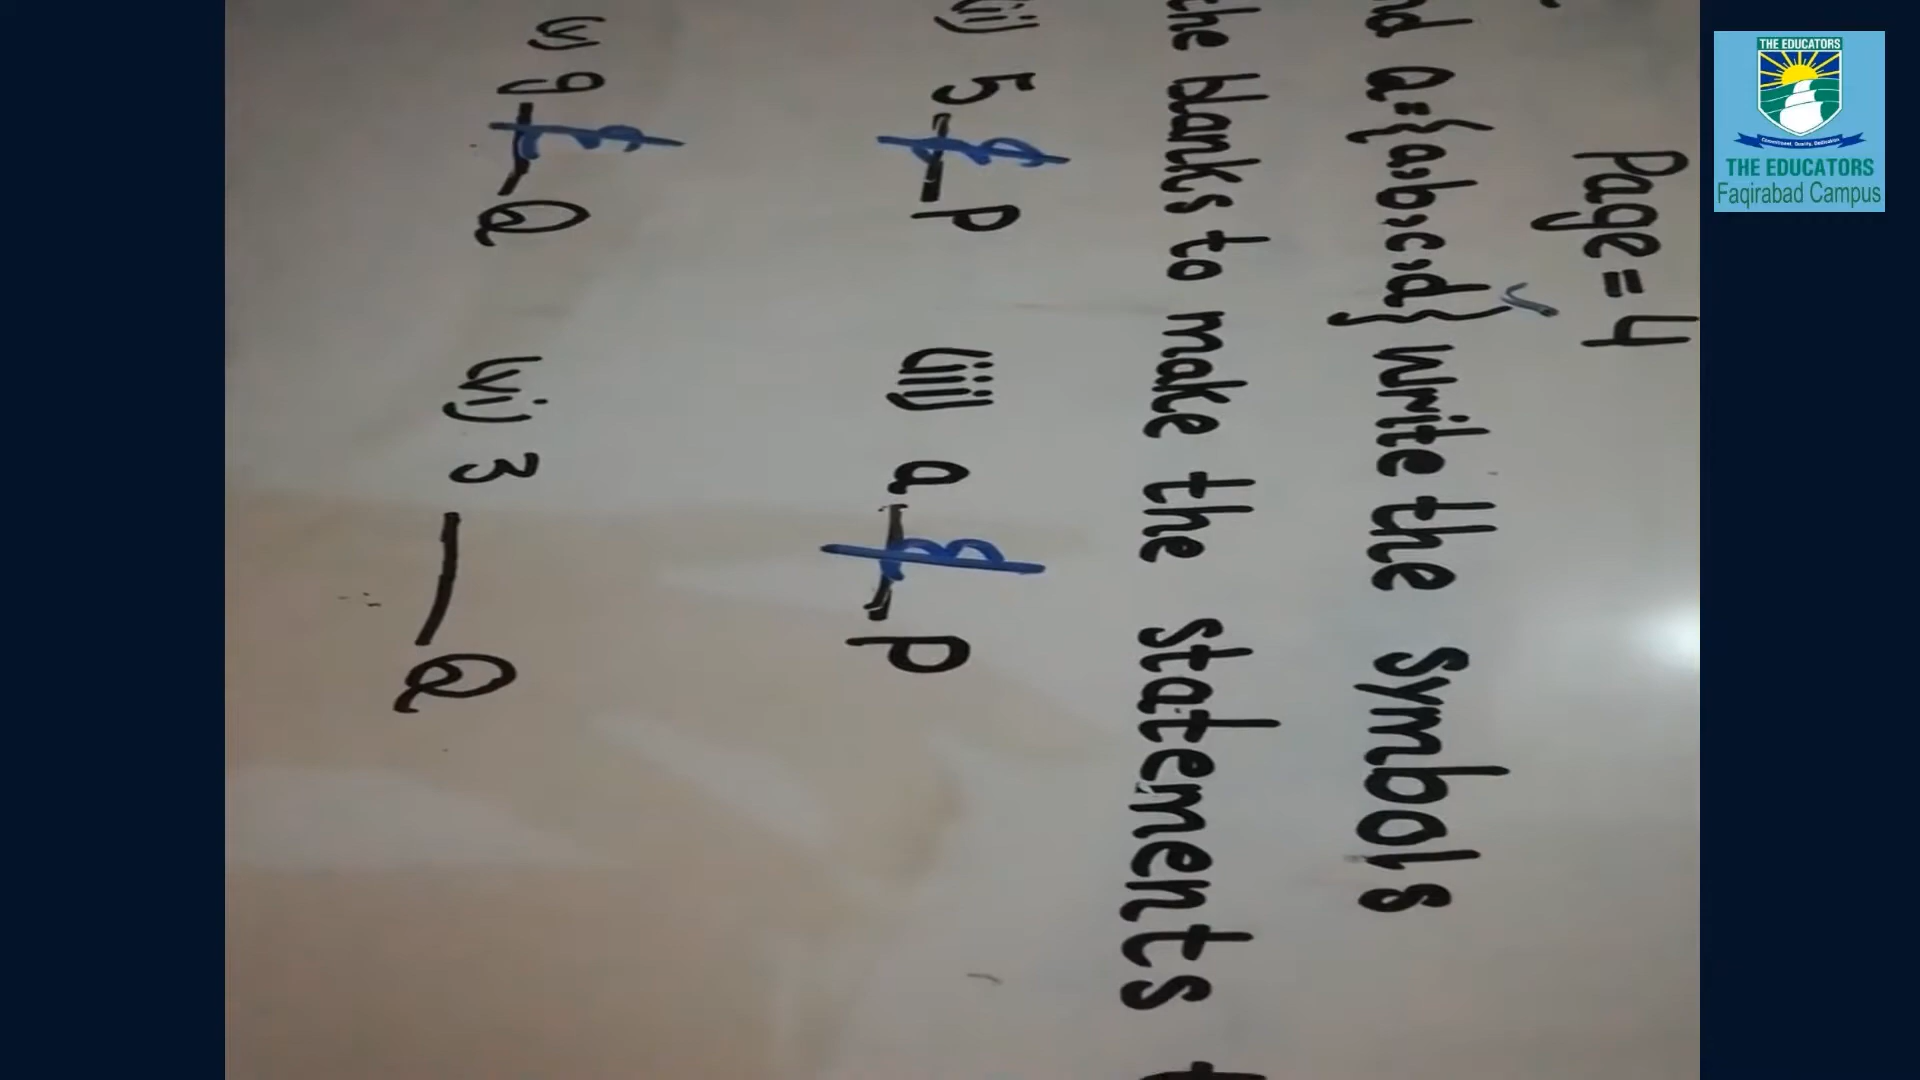 Page = 4
a={a,b,c,d} write the symbols
the blanks to make the statements
5 ∉ P (iii) a ∉ P
(v) 9 ∉ Q (vi) 3 __ Q
THE EDUCATORS
THE EDUCATORS
Faqirabad Campus